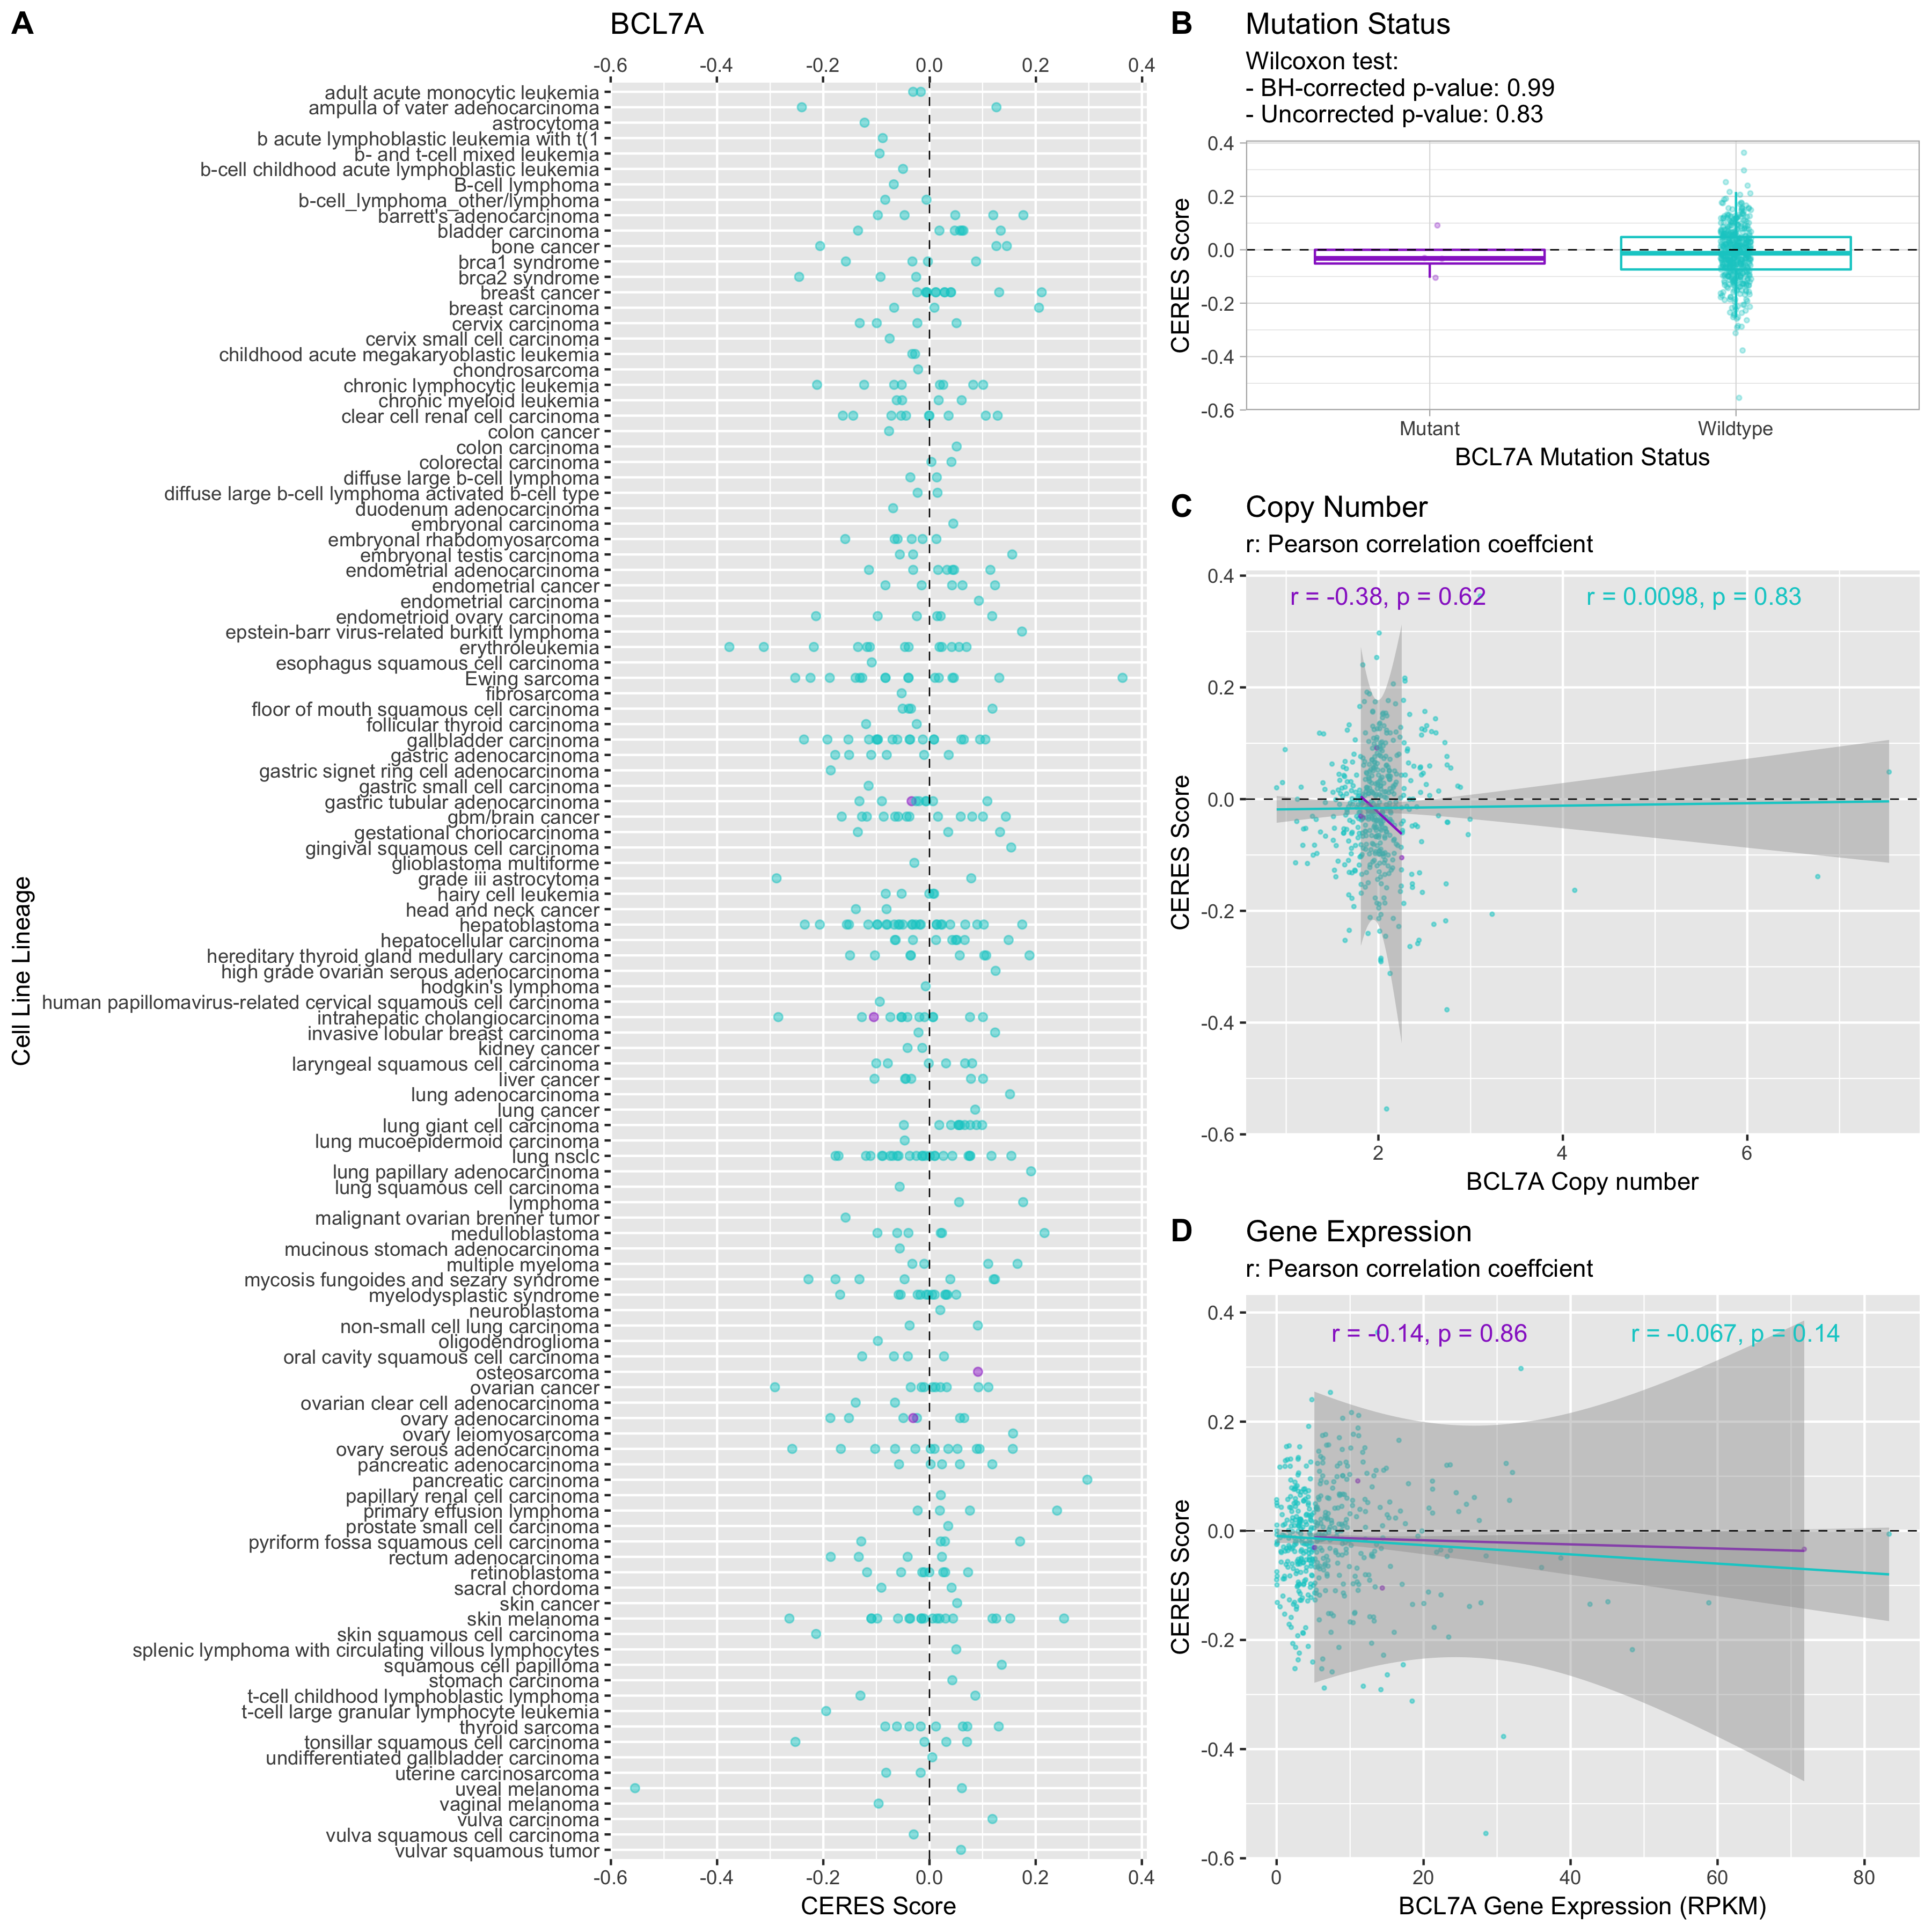 A
BCL7A
-0.6 -0.4 -0.2 0.0 0.2 0.4
Cell Line Lineage
adult acute monocytic leukemia
ampulla of vater adenocarcinoma
astrocytoma
b acute lymphoblastic leukemia with t(1
b- and t-cell mixed leukemia
b-cell childhood acute lymphoblastic leukemia
B-cell lymphoma
b-cell_lymphoma_other/lymphoma
barrett's adenocarcinoma
bladder carcinoma
bone cancer
brca1 syndrome
brca2 syndrome
breast cancer
breast carcinoma
cervix carcinoma
cervix small cell carcinoma
childhood acute megakaryoblastic leukemia
chondrosarcoma
chronic lymphocytic leukemia
chronic myeloid leukemia
clear cell renal cell carcinoma
colon cancer
colon carcinoma
colorectal carcinoma
diffuse large b-cell lymphoma
diffuse large b-cell lymphoma activated b-cell type
duodenum adenocarcinoma
embryonal carcinoma
embryonal rhabdomyosarcoma
embryonal testis carcinoma
endometrial adenocarcinoma
endometrial cancer
endometrial carcinoma
endometrioid ovary carcinoma
epstein-barr virus-related burkitt lymphoma
erythroleukemia
esophagus squamous cell carcinoma
Ewing sarcoma
fibrosarcoma
floor of mouth squamous cell carcinoma
follicular thyroid carcinoma
gallbladder carcinoma
gastric adenocarcinoma
gastric signet ring cell adenocarcinoma
gastric small cell carcinoma
gastric tubular adenocarcinoma
gbm/brain cancer
gestational choriocarcinoma
gingival squamous cell carcinoma
glioblastoma multiforme
grade iii astrocytoma
hairy cell leukemia
head and neck cancer
hepatoblastoma
hepatocellular carcinoma
hereditary thyroid gland medullary carcinoma
high grade ovarian serous adenocarcinoma
hodgkin's lymphoma
human papillomavirus-related cervical squamous cell carcinoma
intrahepatic cholangiocarcinoma
invasive lobular breast carcinoma
kidney cancer
laryngeal squamous cell carcinoma
liver cancer
lung adenocarcinoma
lung cancer
lung giant cell carcinoma
lung mucoepidermoid carcinoma
lung nsclc
lung papillary adenocarcinoma
lung squamous cell carcinoma
lymphoma
malignant ovarian brenner tumor
medulloblastoma
mucinous stomach adenocarcinoma
multiple myeloma
mycosis fungoides and sezary syndrome
myelodysplastic syndrome
neuroblastoma
non-small cell lung carcinoma
oligodendroglioma
oral cavity squamous cell carcinoma
osteosarcoma
ovarian cancer
ovarian clear cell adenocarcinoma
ovary adenocarcinoma
ovary leiomyosarcoma
ovary serous adenocarcinoma
pancreatic adenocarcinoma
pancreatic carcinoma
papillary renal cell carcinoma
primary effusion lymphoma
prostate small cell carcinoma
pyriform fossa squamous cell carcinoma
rectum adenocarcinoma
retinoblastoma
sacral chordoma
skin cancer
skin melanoma
skin squamous cell carcinoma
splenic lymphoma with circulating villous lymphocytes
squamous cell papilloma
stomach carcinoma
t-cell childhood lymphoblastic lymphoma
t-cell large granular lymphocyte leukemia
thyroid sarcoma
tonsillar squamous cell carcinoma
undifferentiated gallbladder carcinoma
uterine carcinosarcoma
uveal melanoma
vaginal melanoma
vulva carcinoma
vulva squamous cell carcinoma
vulvar squamous tumor
-0.6 -0.4 -0.2 0.0 0.2 0.4
CERES Score
B
Mutation Status
Wilcoxon test:
- BH-corrected p-value: 0.99
- Uncorrected p-value: 0.83
CERES Score
0.4
0.2
0.0
-0.2
-0.4
-0.6
Mutant Wildtype
BCL7A Mutation Status
C
Copy Number
r: Pearson correlation coeffcient
r = -0.38, p = 0.62 r = 0.0098, p = 0.83
CERES Score
0.4
0.2
0.0
-0.2
-0.4
-0.6
2 4 6
BCL7A Copy number
D
Gene Expression
r: Pearson correlation coeffcient
r = -0.14, p = 0.86 r = -0.067, p = 0.14
CERES Score
0.4
0.2
0.0
-0.2
-0.4
-0.6
0 20 40 60 80
BCL7A Gene Expression (RPKM)